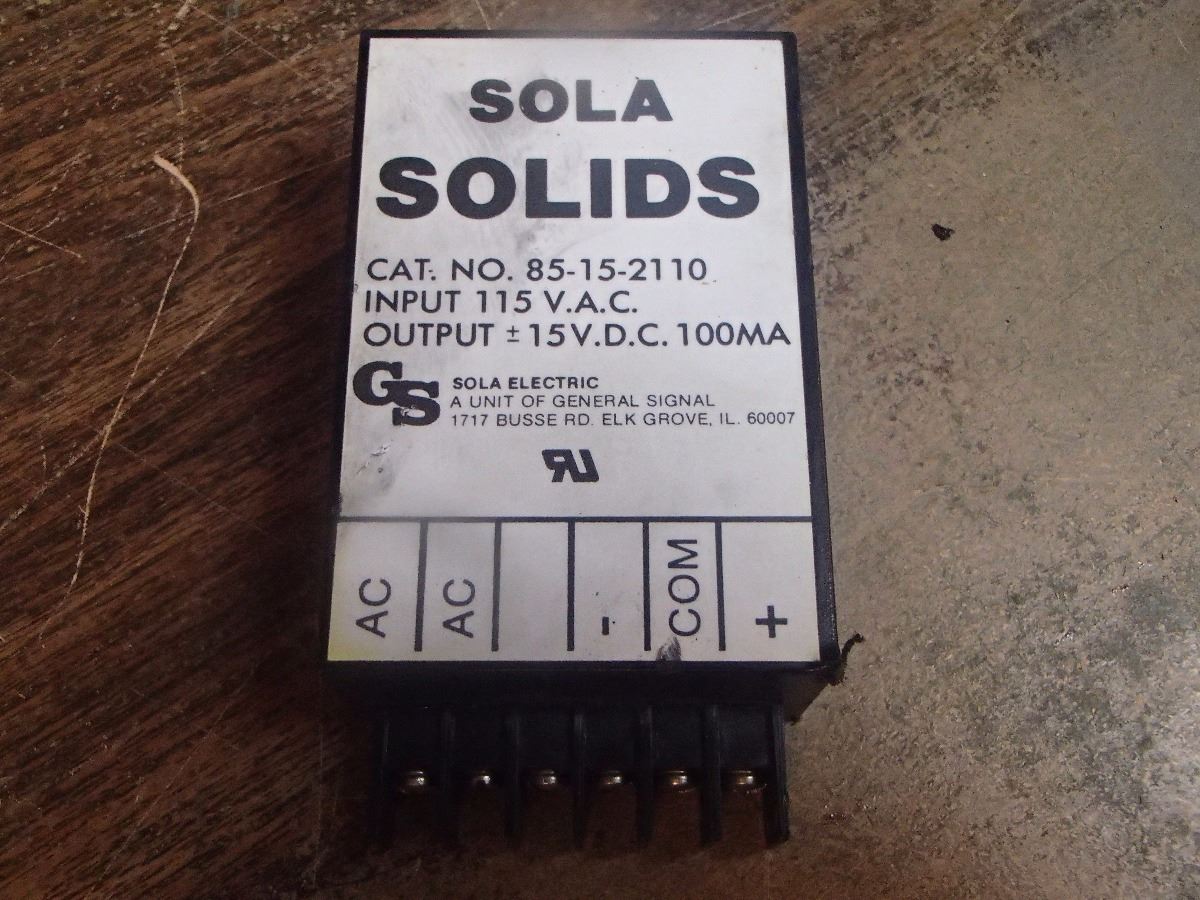 SOLA
SOLIDS
CAT. NO. 85-15-2110
INPUT 115 V.A.C.
OUTPUT ± 15V.D.C. 100MA
GS
SOLA ELECTRIC
A UNIT OF GENERAL SIGNAL
1717 BUSSE RD. ELK GROVE, IL. 60007
RU
AC AC - COM +